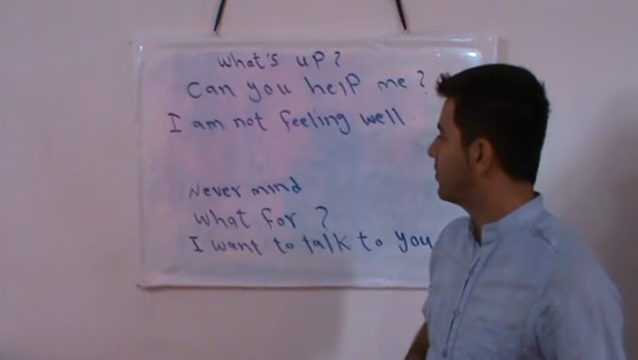 What's up?
Can you help me?
I am not feeling well.
Never mind
What for?
I want to talk to you